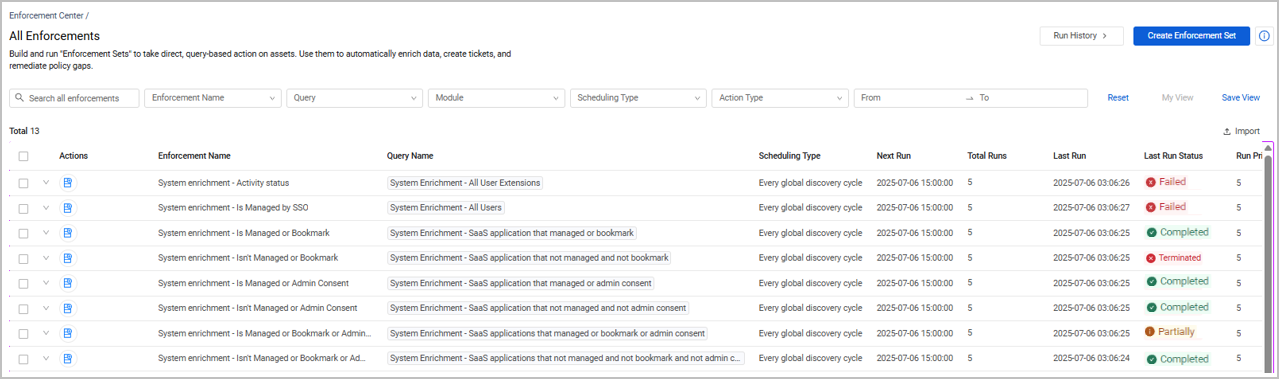 Enforcement Center /
All Enforcements
Run History
Create Enforcement Set
Build and run "Enforcement Sets" to take direct, query-based action on assets. Use them to automatically enrich data, create tickets, and
remediate policy gaps.
Search all enforcements Enforcement Name Query Module Scheduling Type Action Type From To Reset My View Save View
Total 13 Import
Actions Enforcement Name Query Name Scheduling Type Next Run Total Runs Last Run Last Run Status Run Pri
System enrichment - Activity status System Enrichment - All User Extensions Every global discovery cycle 2025-07-06 15:00:00 5 2025-07-06 03:06:26 Failed 5
System enrichment - Is Managed by SSO System Enrichment - All Users Every global discovery cycle 2025-07-06 15:00:00 5 2025-07-06 03:06:27 Failed 5
System enrichment - Is Managed or Bookmark System Enrichment - SaaS application that managed or bookmark Every global discovery cycle 2025-07-06 15:00:00 5 2025-07-06 03:06:25 Completed 5
System enrichment - Isn't Managed or Bookmark System Enrichment - SaaS application that not managed and not bookmark Every global discovery cycle 2025-07-06 15:00:00 5 2025-07-06 03:06:25 Terminated 5
System enrichment - Is Managed or Admin Consent System Enrichment - SaaS application that managed or admin consent Every global discovery cycle 2025-07-06 15:00:00 5 2025-07-06 03:06:25 Completed 5
System enrichment - Isn't Managed or Admin Consent System Enrichment - SaaS application that not managed and not admin consent Every global discovery cycle 2025-07-06 15:00:00 5 2025-07-06 03:06:25 Completed 5
System enrichment - Is Managed or Bookmark or Admin... System Enrichment - SaaS applications that managed or bookmark or admin consent Every global discovery cycle 2025-07-06 15:00:00 5 2025-07-06 03:06:25 Partially 5
System enrichment - Isn't Managed or Bookmark or Ad... System Enrichment - SaaS applications that not managed and not bookmark and not admin c... Every global discovery cycle 2025-07-06 15:00:00 5 2025-07-06 03:06:24 Completed 5